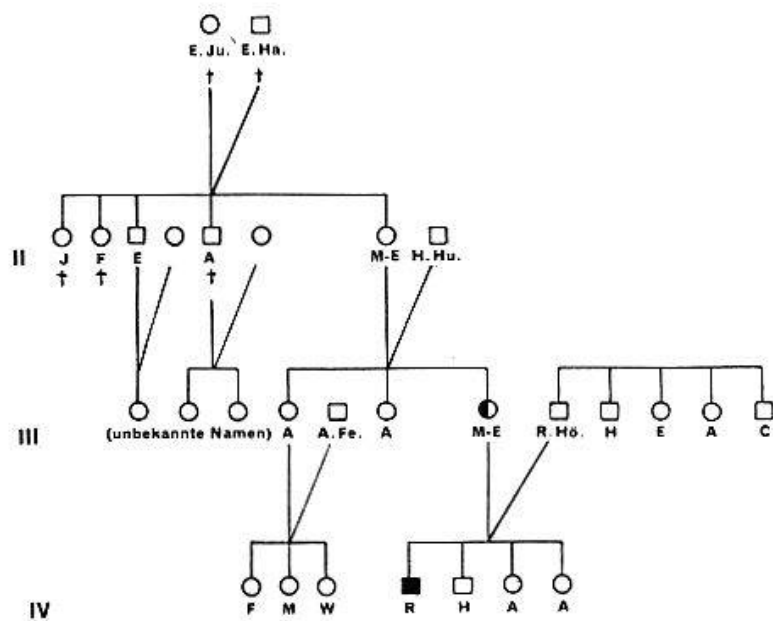 E. Ju. E. Ha.
† †
II
J F E A M-E H. Hu.
† † †
III
(unbekannte Namen) A A. Fe. A M-E R. Hö. H E A C
F M W R H A A
IV